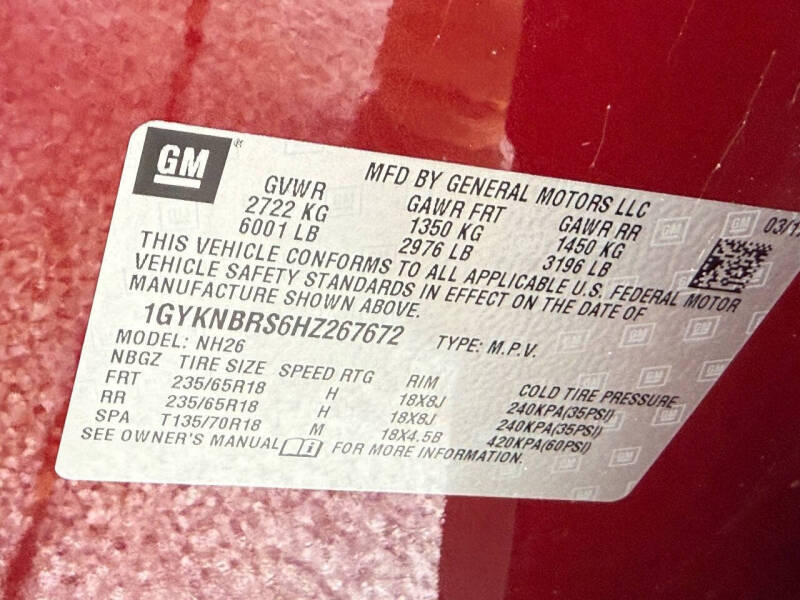 GM®
MFD BY GENERAL MOTORS LLC
03/17
GVWR GAWR FRT GAWR RR
2722 KG 1350 KG 1450 KG
6001 LB 2976 LB 3196 LB
THIS VEHICLE CONFORMS TO ALL APPLICABLE U.S. FEDERAL MOTOR
VEHICLE SAFETY STANDARDS IN EFFECT ON THE DATE OF
MANUFACTURE SHOWN ABOVE.
1GYKNBRS6HZ267672 TYPE: M.P.V.
MODEL: NH26
NBGZ TIRE SIZE SPEED RTG RIM COLD TIRE PRESSURE
FRT 235/65R18 H 18X8J 240KPA(35PSI)
RR 235/65R18 H 18X8J 240KPA(35PSI)
SPA T135/70R18 M 18X4.5B 420KPA(60PSI)
SEE OWNER'S MANUAL i FOR MORE INFORMATION.